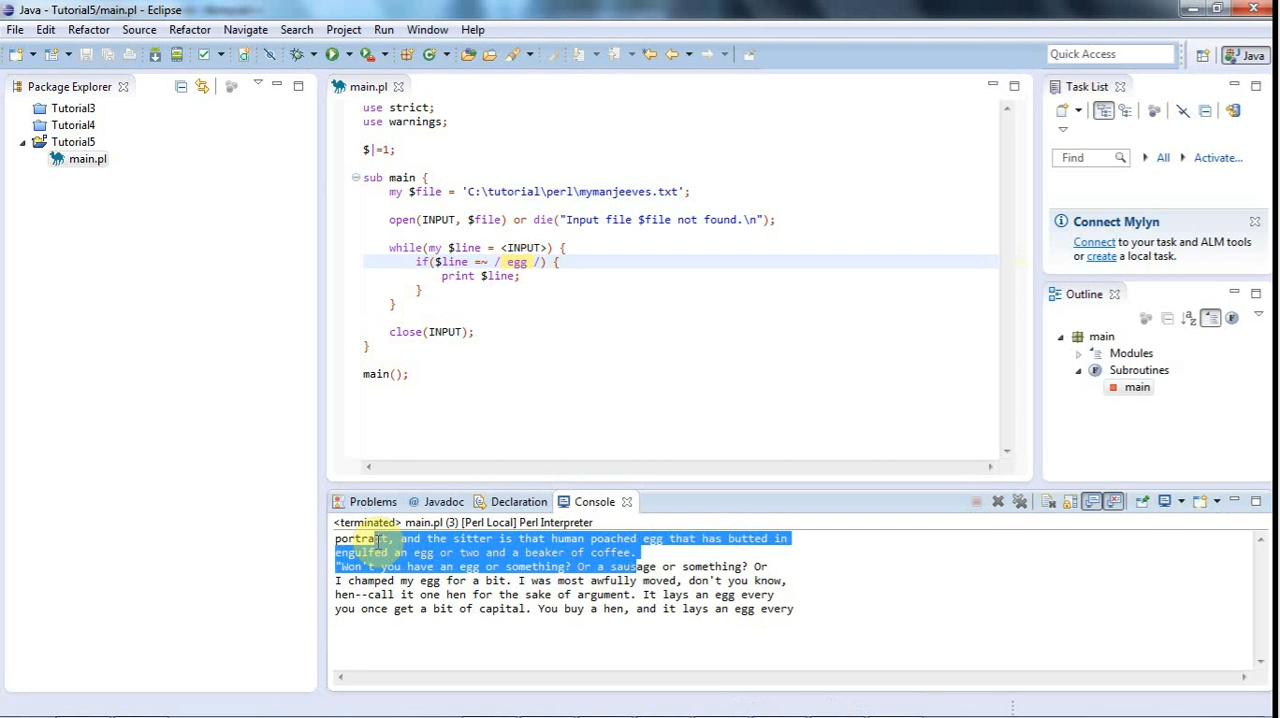 Java - Tutorial5/main.pl - Eclipse
File Edit Refactor Source Refactor Navigate Search Project Run Window Help
Quick Access
Java
Package Explorer
Tutorial3
Tutorial4
Tutorial5
main.pl
main.pl
use strict;
use warnings;
$|=1;
sub main {
my $file = 'C:\tutorial\perl\mymanjeeves.txt';
open(INPUT, $file) or die("Input file $file not found.\n");
while(my $line = <INPUT>) {
if($line =~ / egg /) {
print $line;
}
}
close(INPUT);
}
main();
Task List
Find All Activate...
Connect Mylyn
Connect to your task and ALM tools
or create a local task.
Outline
main
Modules
Subroutines
main
Problems @ Javadoc Declaration Console
<terminated> main.pl (3) [Perl Local] Perl Interpreter
portrait, and the sitter is that human poached egg that has butted in
engulfed an egg or two and a beaker of coffee.
"Won't you have an egg or something? Or a sausage or something? Or
I champed my egg for a bit. I was most awfully moved, don't you know,
hen--call it one hen for the sake of argument. It lays an egg every
you once get a bit of capital. You buy a hen, and it lays an egg every